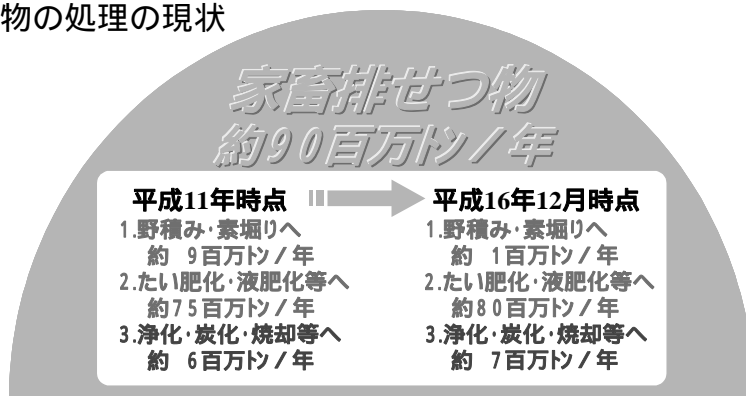 物の処理の現状
家畜排せつ物
約90百万トン/年
平成11年時点
1.野積み・素堀りへ
約 9百万トン/年
2.たい肥化・液肥化等へ
約75百万トン/年
3.浄化・炭化・焼却等へ
約 6百万トン/年
平成16年12月時点
1.野積み・素堀りへ
約 1百万トン/年
2.たい肥化・液肥化等へ
約80百万トン/年
3.浄化・炭化・焼却等へ
約 7百万トン/年